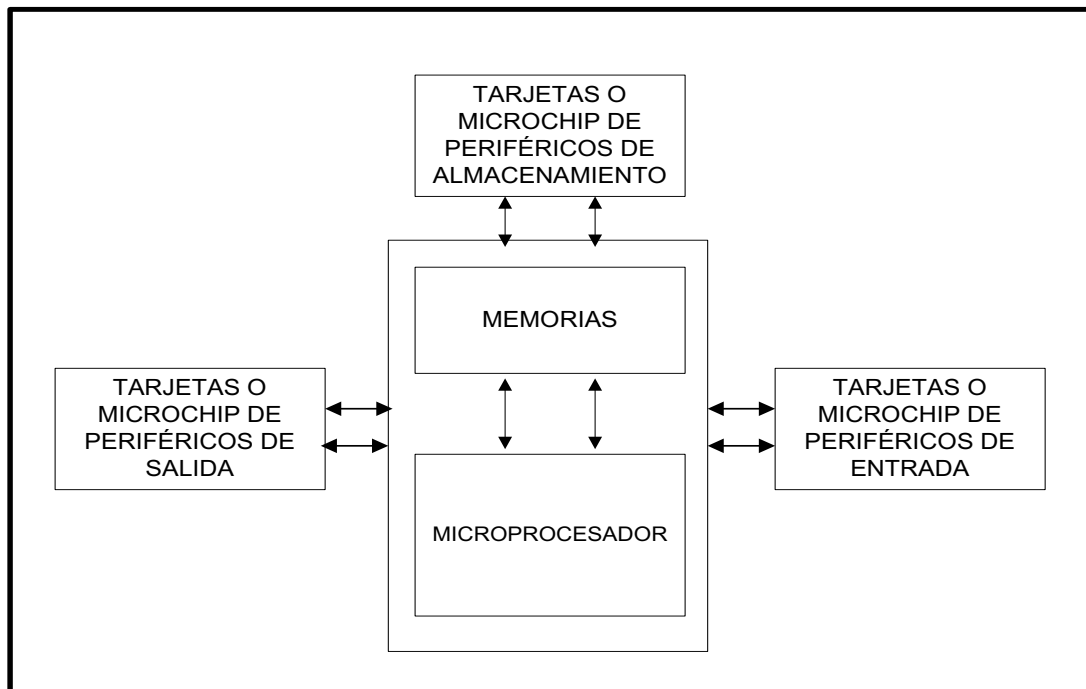 TARJETAS O
MICROCHIP DE
PERIFÉRICOS DE
ALMACENAMIENTO
MEMORIAS
TARJETAS O
MICROCHIP DE
PERIFÉRICOS DE
SALIDA
TARJETAS O
MICROCHIP DE
PERIFÉRICOS DE
ENTRADA
MICROPROCESADOR